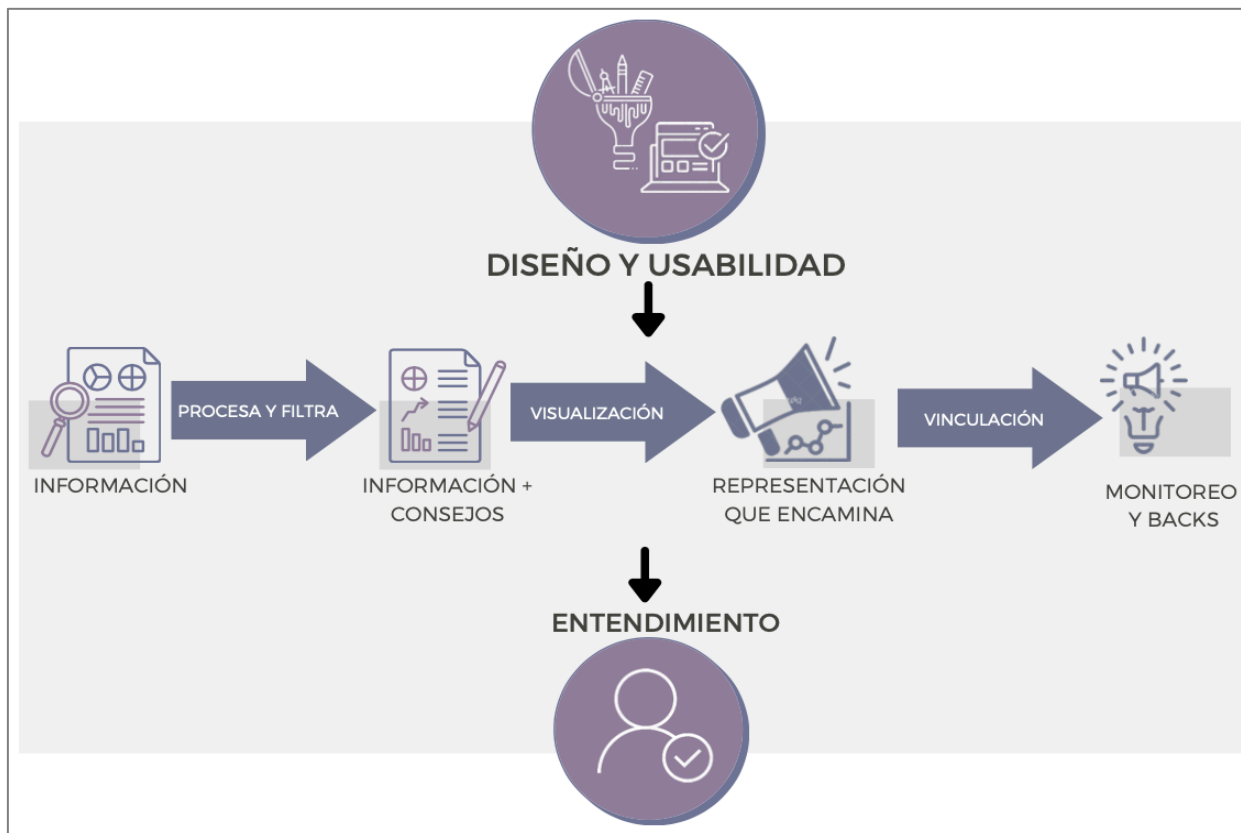 DISEÑO Y USABILIDAD
PROCESA Y FILTRA
VISUALIZACIÓN
VINCULACIÓN
INFORMACIÓN
INFORMACIÓN +
CONSEJOS
REPRESENTACIÓN
QUE ENCAMINA
MONITOREO
Y BACKS
ENTENDIMIENTO